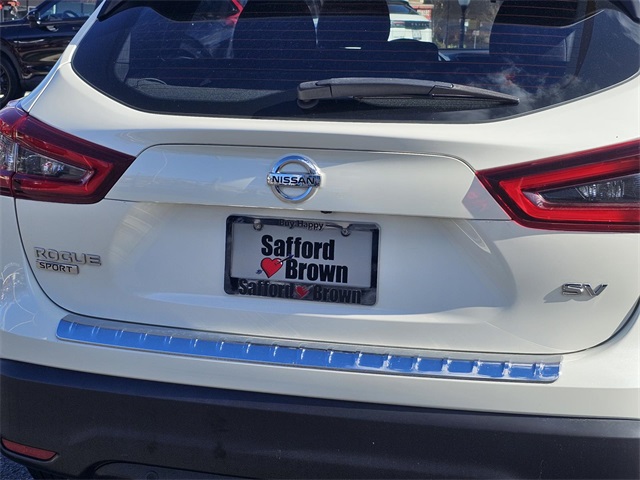 NISSAN
Buy Happy
Safford
Brown
Safford Brown
ROGUE
SPORT
SV